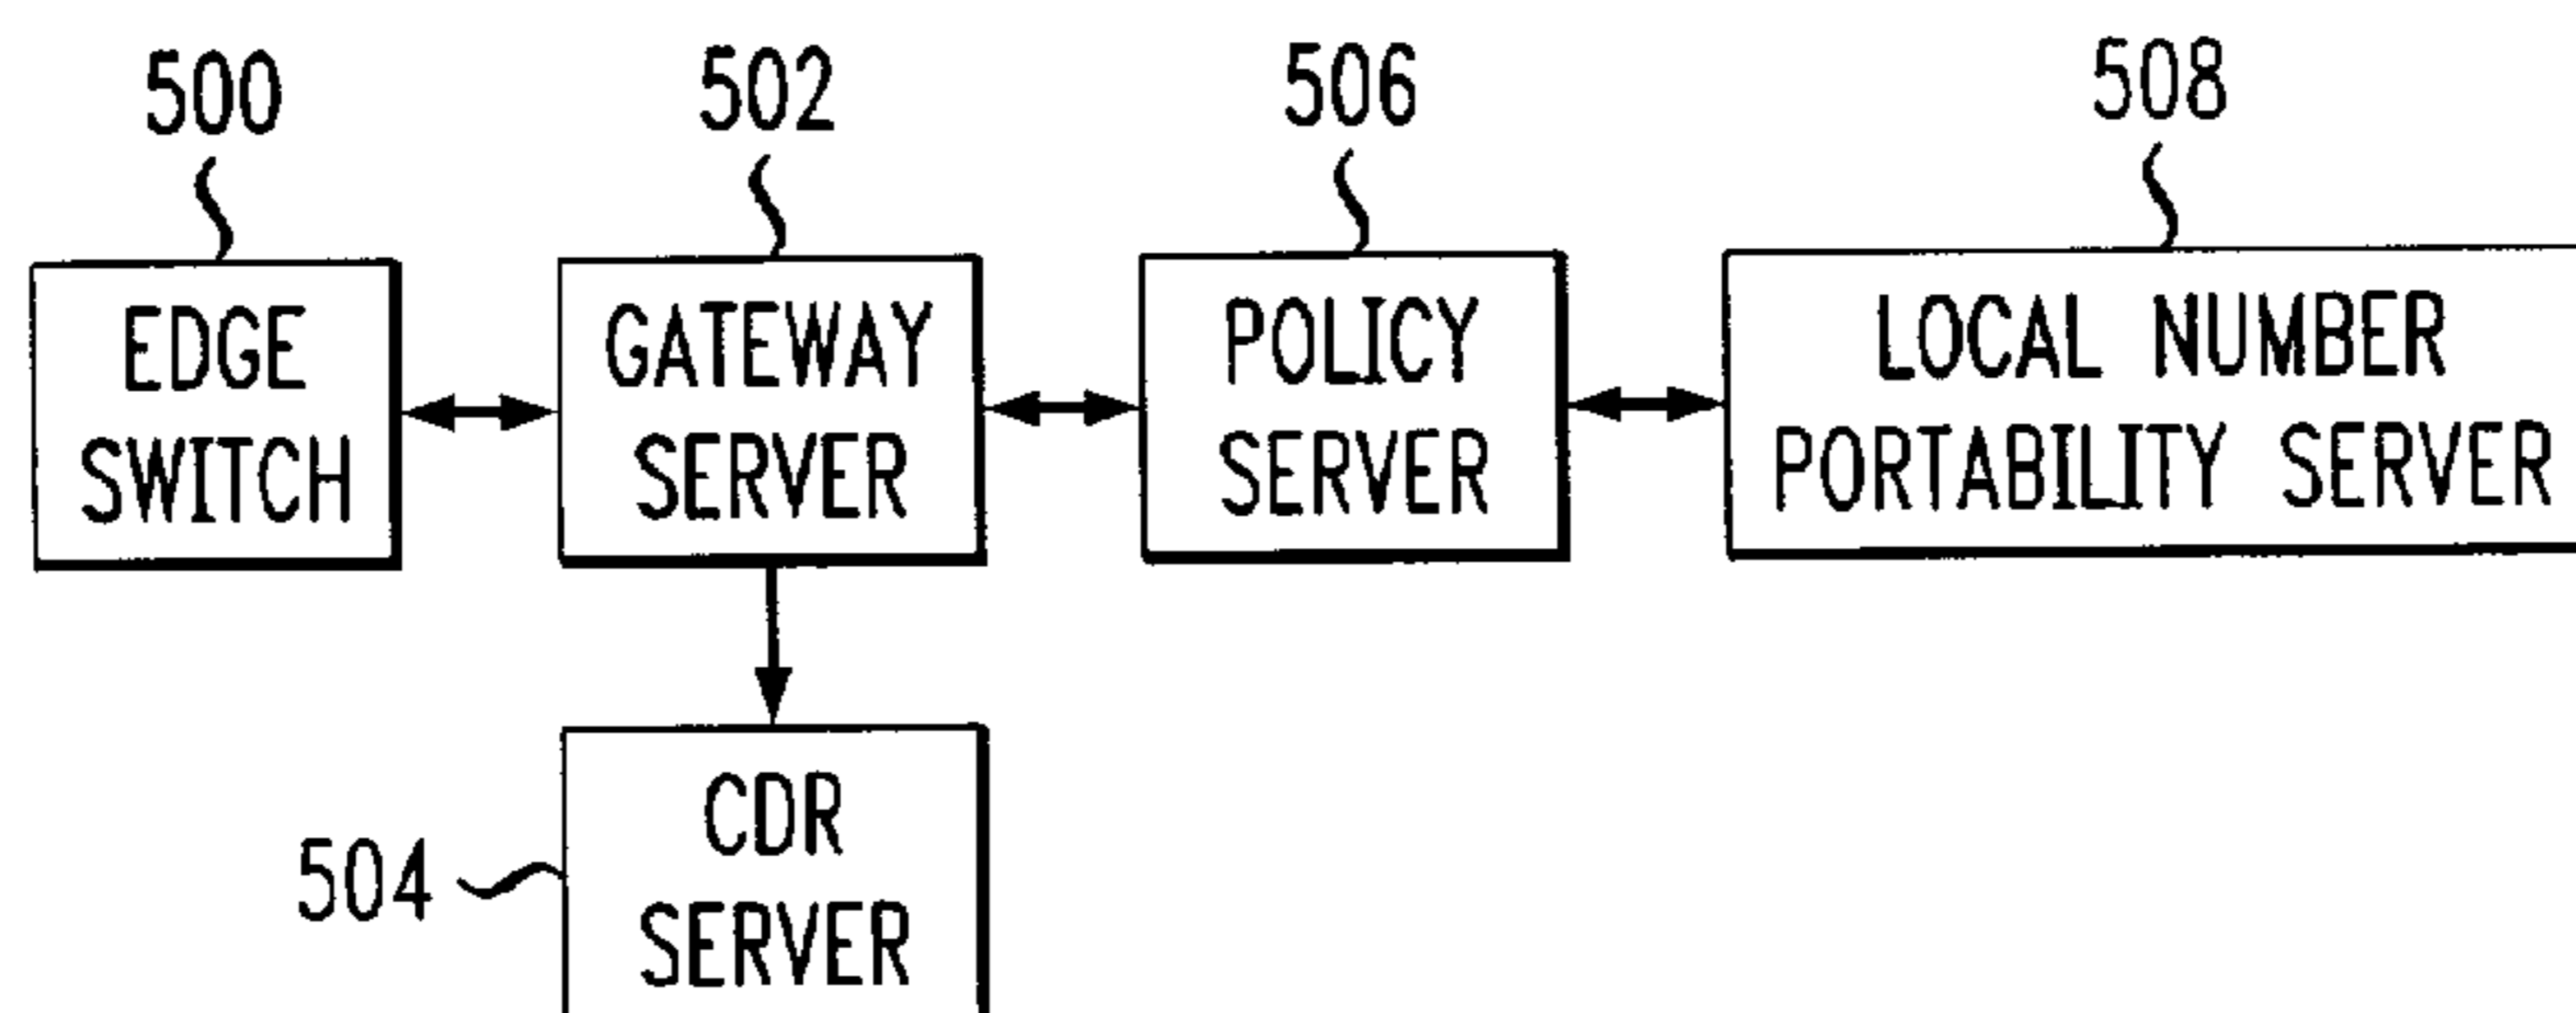 500
502
506
508
EDGE
SWITCH
GATEWAY
SERVER
POLICY
SERVER
LOCAL NUMBER
PORTABILITY SERVER
504
CDR
SERVER